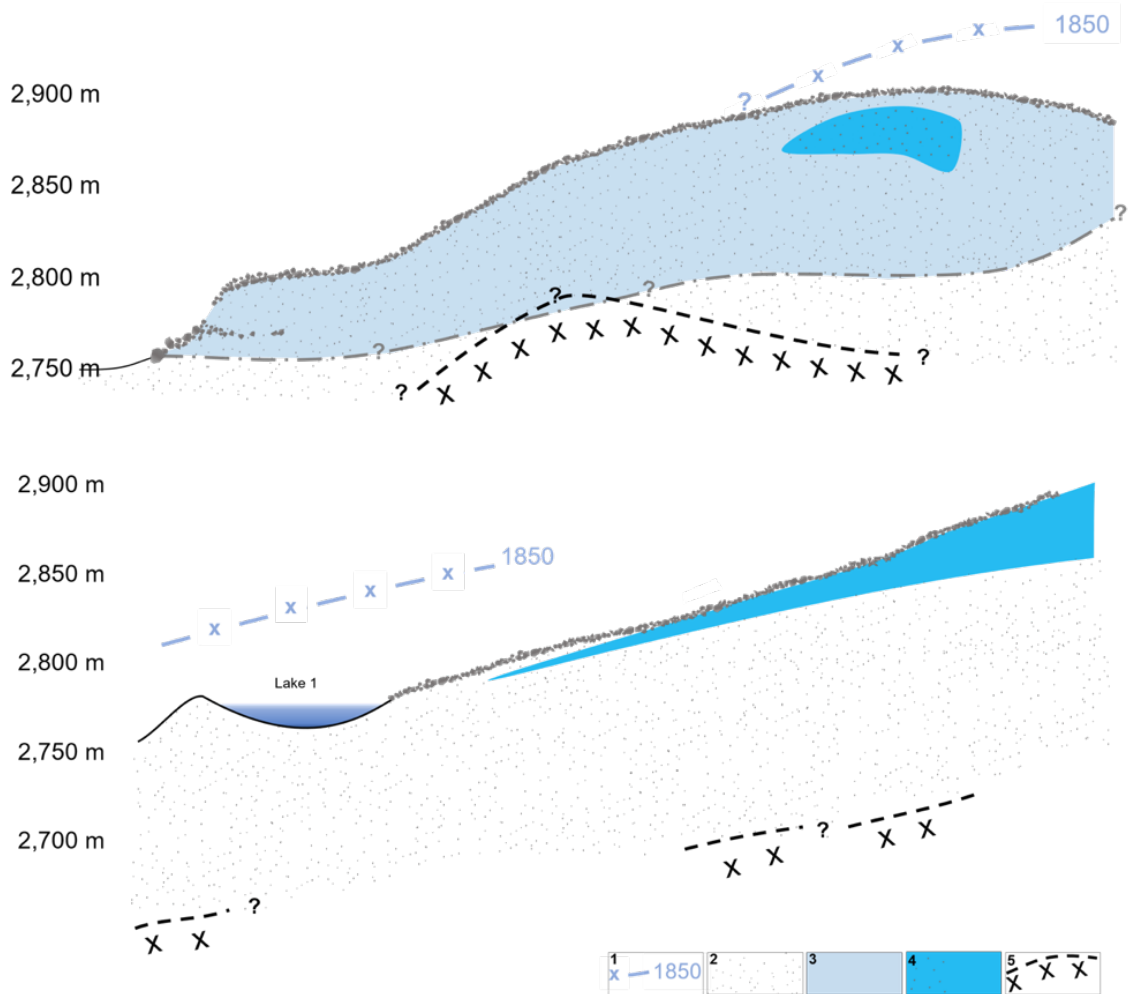 1850
x
x
x
?
2,900 m
2,850 m
?
2,800 m
?
?
2,750 m
?
?
?
X X X X X X X X X X X X X
2,900 m
1850
2,850 m
x x x x
2,800 m
Lake 1
2,750 m
2,700 m
?
X X X X
?
X X
1 2 3 4 5
x 1850
X X X